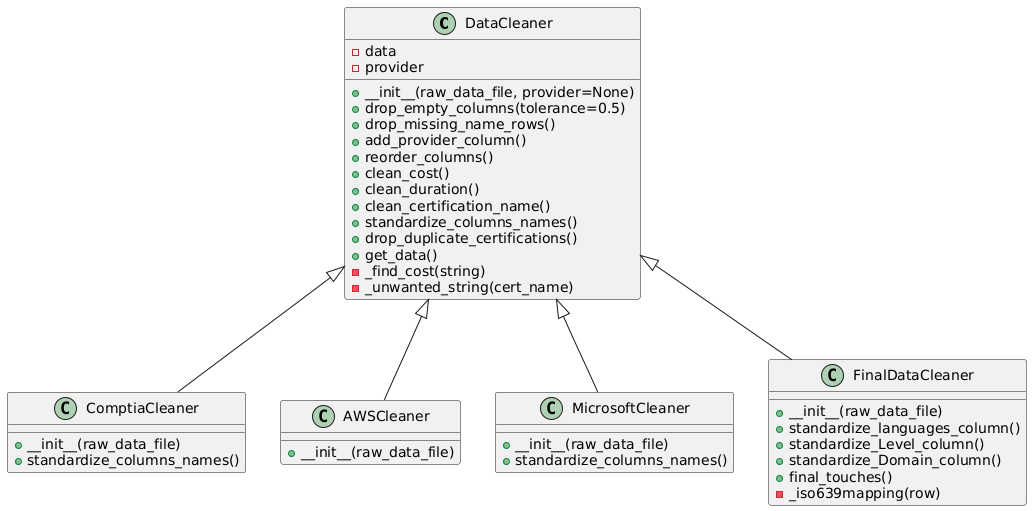 C DataCleaner
data
provider
__init__(raw_data_file, provider=None)
drop_empty_columns(tolerance=0.5)
drop_missing_name_rows()
add_provider_column()
reorder_columns()
clean_cost()
clean_duration()
clean_certification_name()
standardize_columns_names()
drop_duplicate_certifications()
get_data()
_find_cost(string)
_unwanted_string(cert_name)
C ComptiaCleaner
__init__(raw_data_file)
standardize_columns_names()
C AWSCleaner
__init__(raw_data_file)
C MicrosoftCleaner
__init__(raw_data_file)
standardize_columns_names()
C FinalDataCleaner
__init__(raw_data_file)
standardize_languages_column()
standardize_Level_column()
standardize_Domain_column()
final_touches()
_iso639mapping(row)